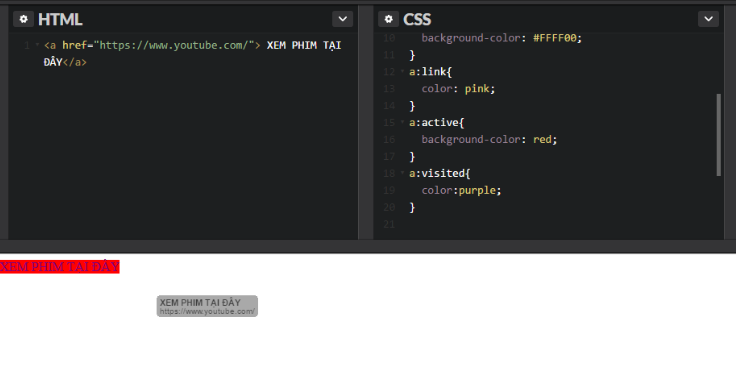 HTML
1 <a href="https://www.youtube.com/"> XEM PHIM TẠI
ĐÂY</a>
CSS
10 background-color: #FFFF00;
11 }
12 a:link{
13 color: pink;
14 }
15 a:active{
16 background-color: red;
17 }
18 a:visited{
19 color:purple;
20 }
21
XEM PHIM TẠI ĐÂY
XEM PHIM TẠI ĐÂY
https://www.youtube.com/